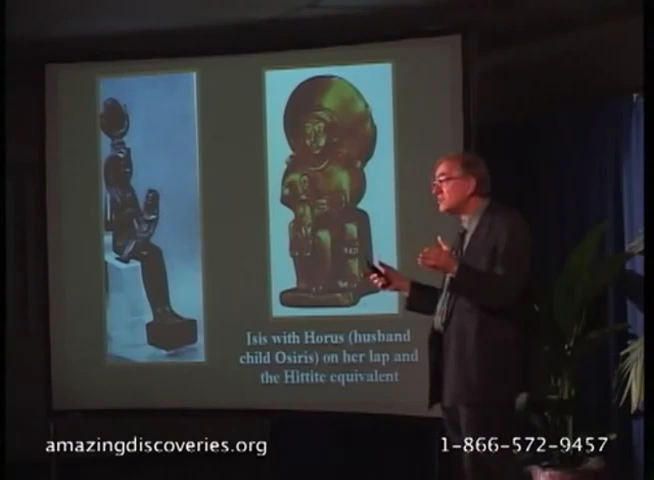 Isis with Horus (husband
child Osiris) on her lap and
the Hittite equivalent
amazingdiscoveries.org
1-866-572-9457